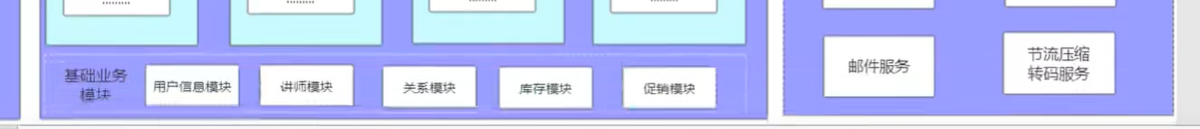 基础业务
模块
用户信息模块
讲师模块
关系模块
库存模块
促销模块
邮件服务
节流压缩
转码服务